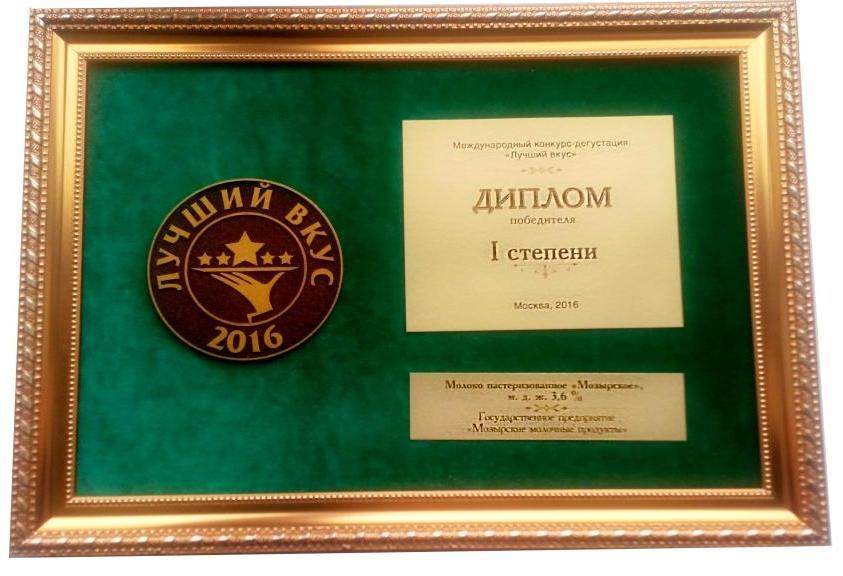 ЛУЧШИЙ ВКУС
2016
Международный конкурс-дегустация
«Лучший вкус»
ДИПЛОМ
победителя
I степени
Москва, 2016
Молоко пастеризованное «Мозырское»,
м. д. ж. 3,6 %
Государственное предприятие
«Мозырские молочные продукты»